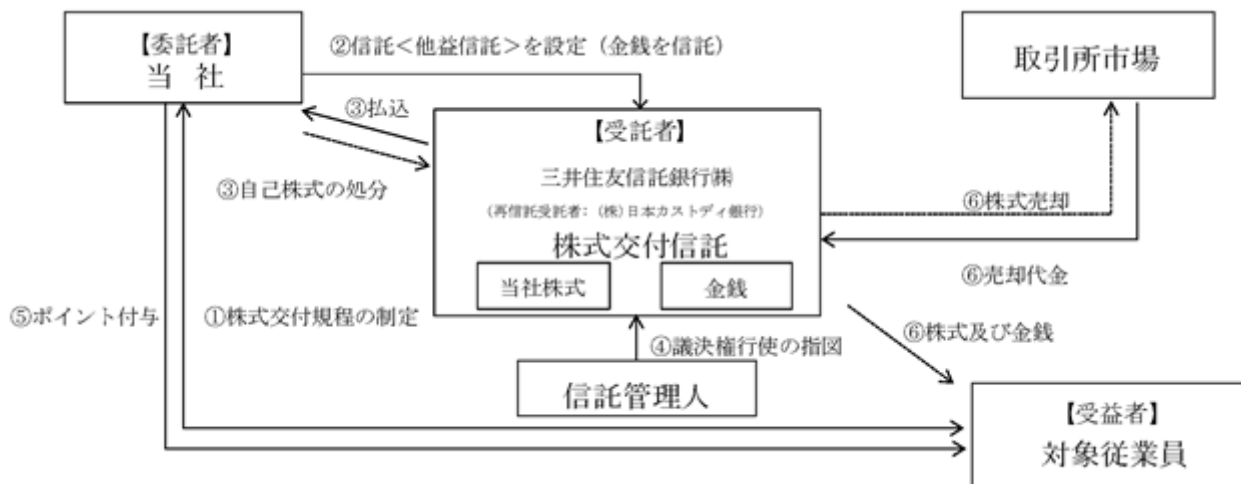 【委託者】
当 社
②信託<他益信託>を設定（金銭を信託）
取引所市場
③払込
【受託者】
三井住友信託銀行㈱
（再信託受託者：（株）日本カストディ銀行）
株式交付信託
当社株式
金銭
③自己株式の処分
⑥株式売却
⑥売却代金
⑤ポイント付与
①株式交付規程の制定
④議決権行使の指図
⑥株式及び金銭
信託管理人
【受益者】
対象従業員